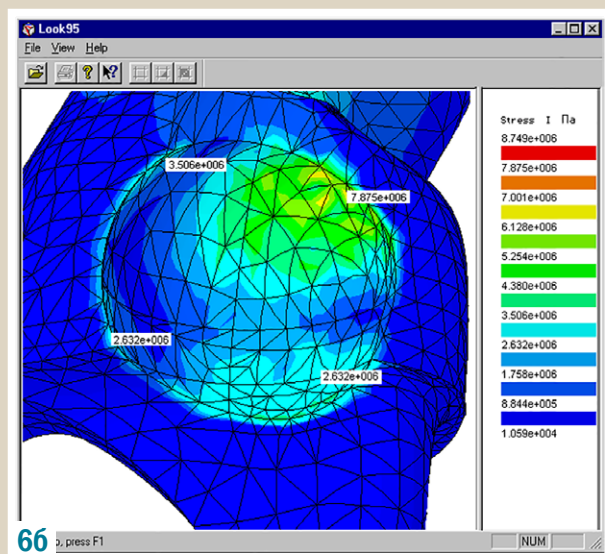 Look95
File View Help
3.506e+006
7.875e+006
2.632e+006
2.632e+006
Stress I Па
8.749e+006
7.875e+006
7.001e+006
6.128e+006
5.254e+006
4.380e+006
3.506e+006
2.632e+006
1.758e+006
8.844e+005
1.059e+004
6б
p, press F1
NUM